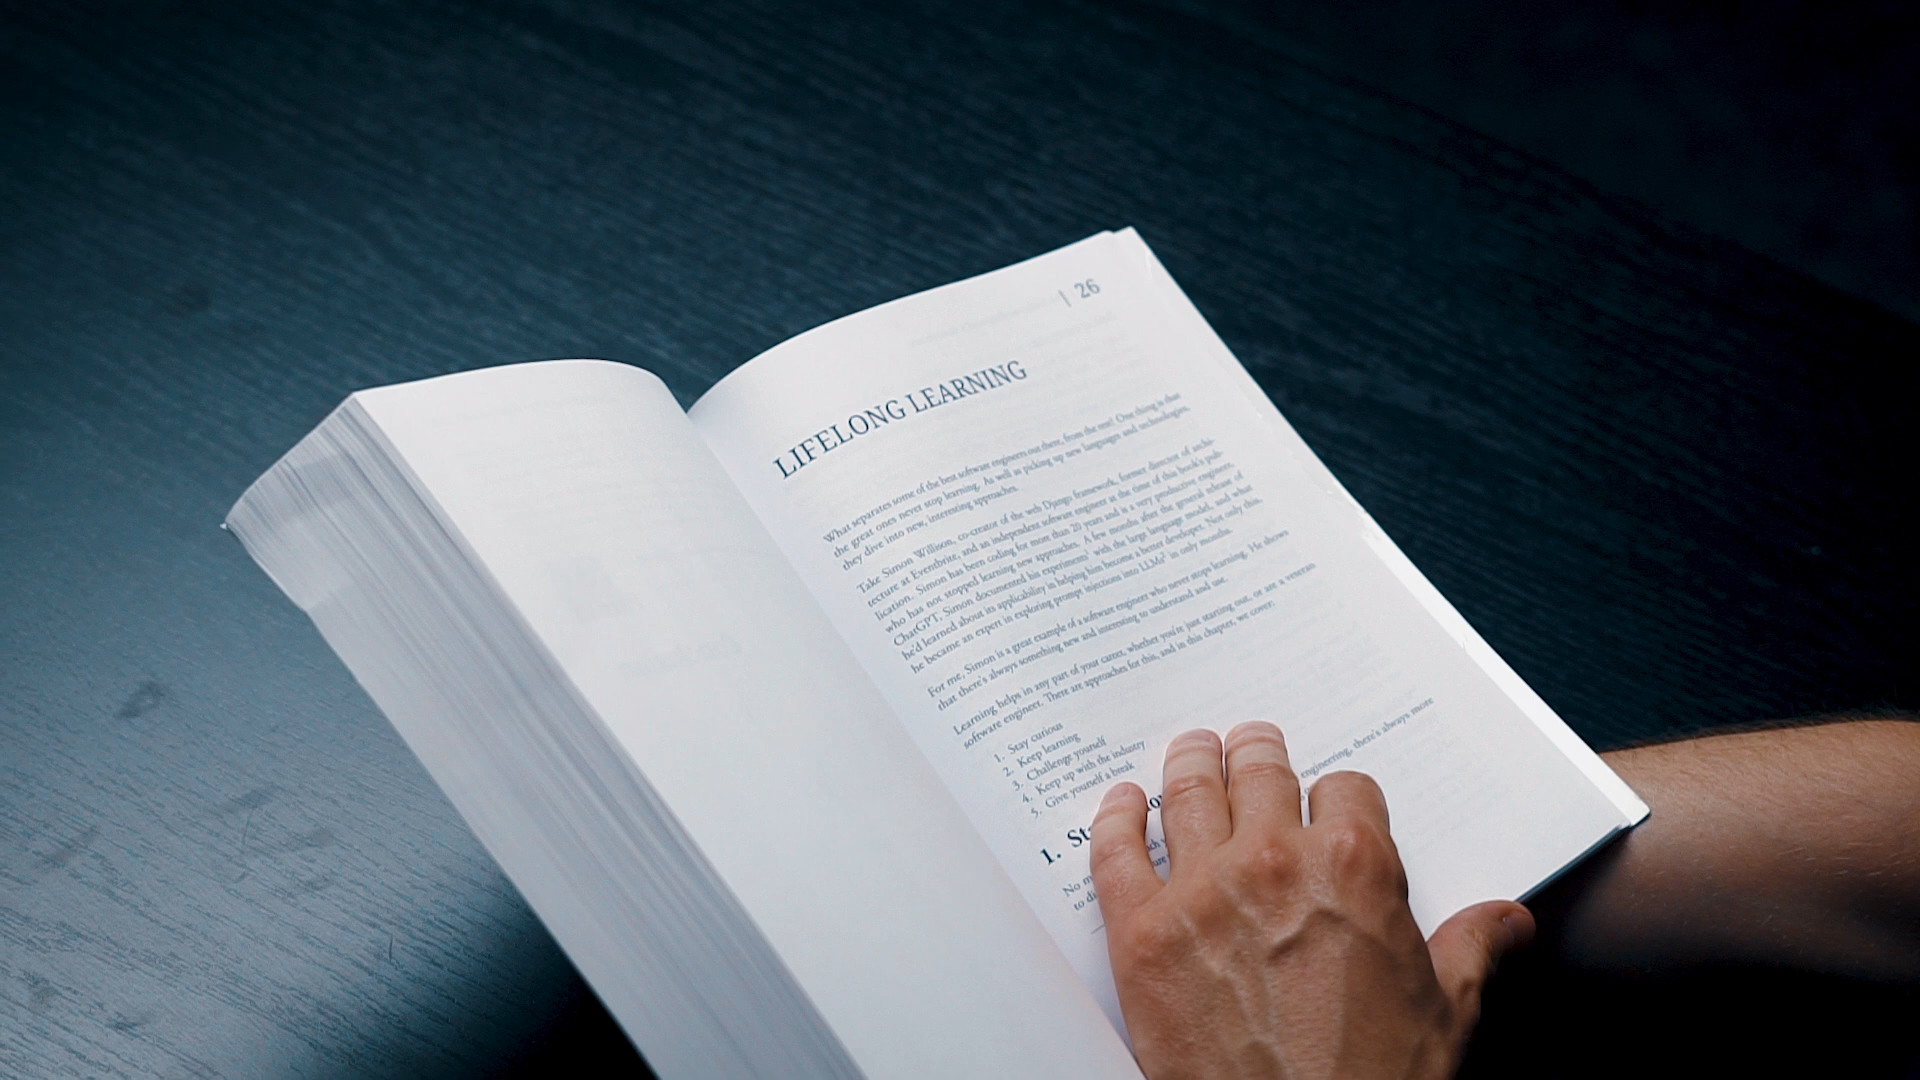 | 26
LIFELONG LEARNING
What separates some of the best software engineers out there, from the rest? One thing is that
the great ones never stop learning. As well as picking up new languages and technologies,
they dive into new, interesting approaches.
Take Simon Willison, co-creator of the web Django framework, former director of archi-
tecture at Eventbrite, and an independent software engineer at the time of this book's pub-
lication. Simon has been coding for more than 20 years and is a very productive engineer,
who has not stopped learning new approaches. A few months after the general release of
ChatGPT, Simon documented his experiments¹ with the large language model, and what
he'd learned about its applicability in helping him become a better developer. Not only this,
he became an expert in exploring prompt injections into LLMs² in only months.
For me, Simon is a great example of a software engineer who never stops learning. He shows
that there's always something new and interesting to understand and use.
Learning helps in any part of your career, whether you're just starting out, or are a veteran
software engineer. There are approaches for this, and in this chapter, we cover:
1. Stay curious
2. Keep learning
3. Challenge yourself
4. Keep up with the industry
5. Give yourself a break
1. St
No m
engineering, there's always more
to di